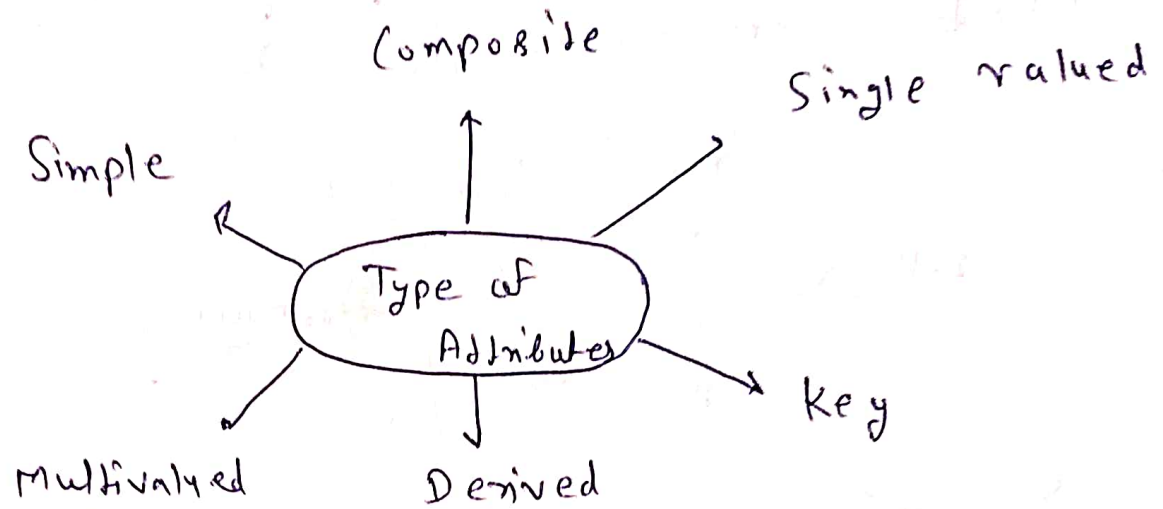 Composite
Single valued
Simple
Type of
Attributes
Key
Multivalued
Derived